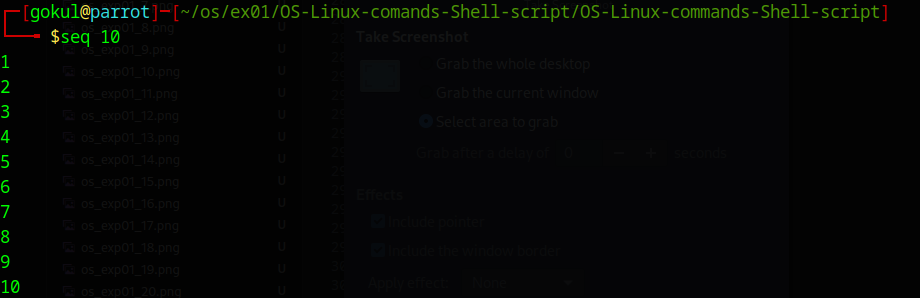 [gokul@parrot]─[~/os/ex01/OS-Linux-comands-Shell-script/OS-Linux-commands-Shell-script]
$seq 10
1
2
3
4
5
6
7
8
9
10
os_exp01_8.png U
os_exp01_9.png U
os_exp01_10.png U
os_exp01_11.png U
os_exp01_12.png U
os_exp01_13.png U
os_exp01_14.png U
os_exp01_15.png U
os_exp01_16.png U
os_exp01_17.png U
os_exp01_18.png U
os_exp01_19.png U
os_exp01_20.png U
Take Screenshot
Grab the whole desktop
Grab the current window
Select area to grab
Grab after a delay of 0 − + seconds
Effects
Include pointer
Include the window border
Apply effect: None